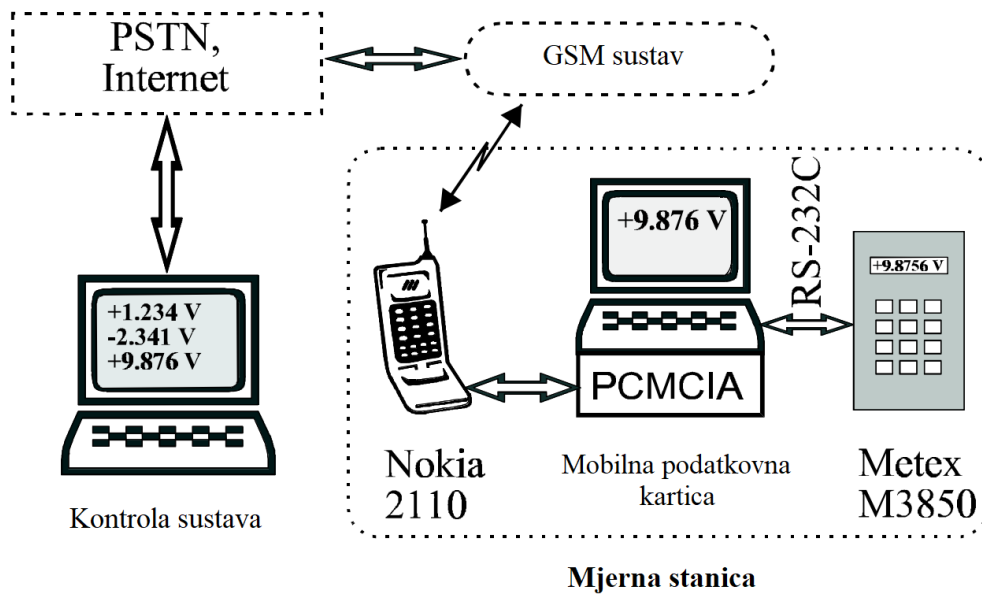 PSTN,
Internet
GSM sustav
+1.234 V
-2.341 V
+9.876 V
Kontrola sustava
+9.876 V
RS-232C
+9.8756 V
PCMCIA
Nokia
2110
Mobilna podatkovna
kartica
Metex
M3850
Mjerna stanica